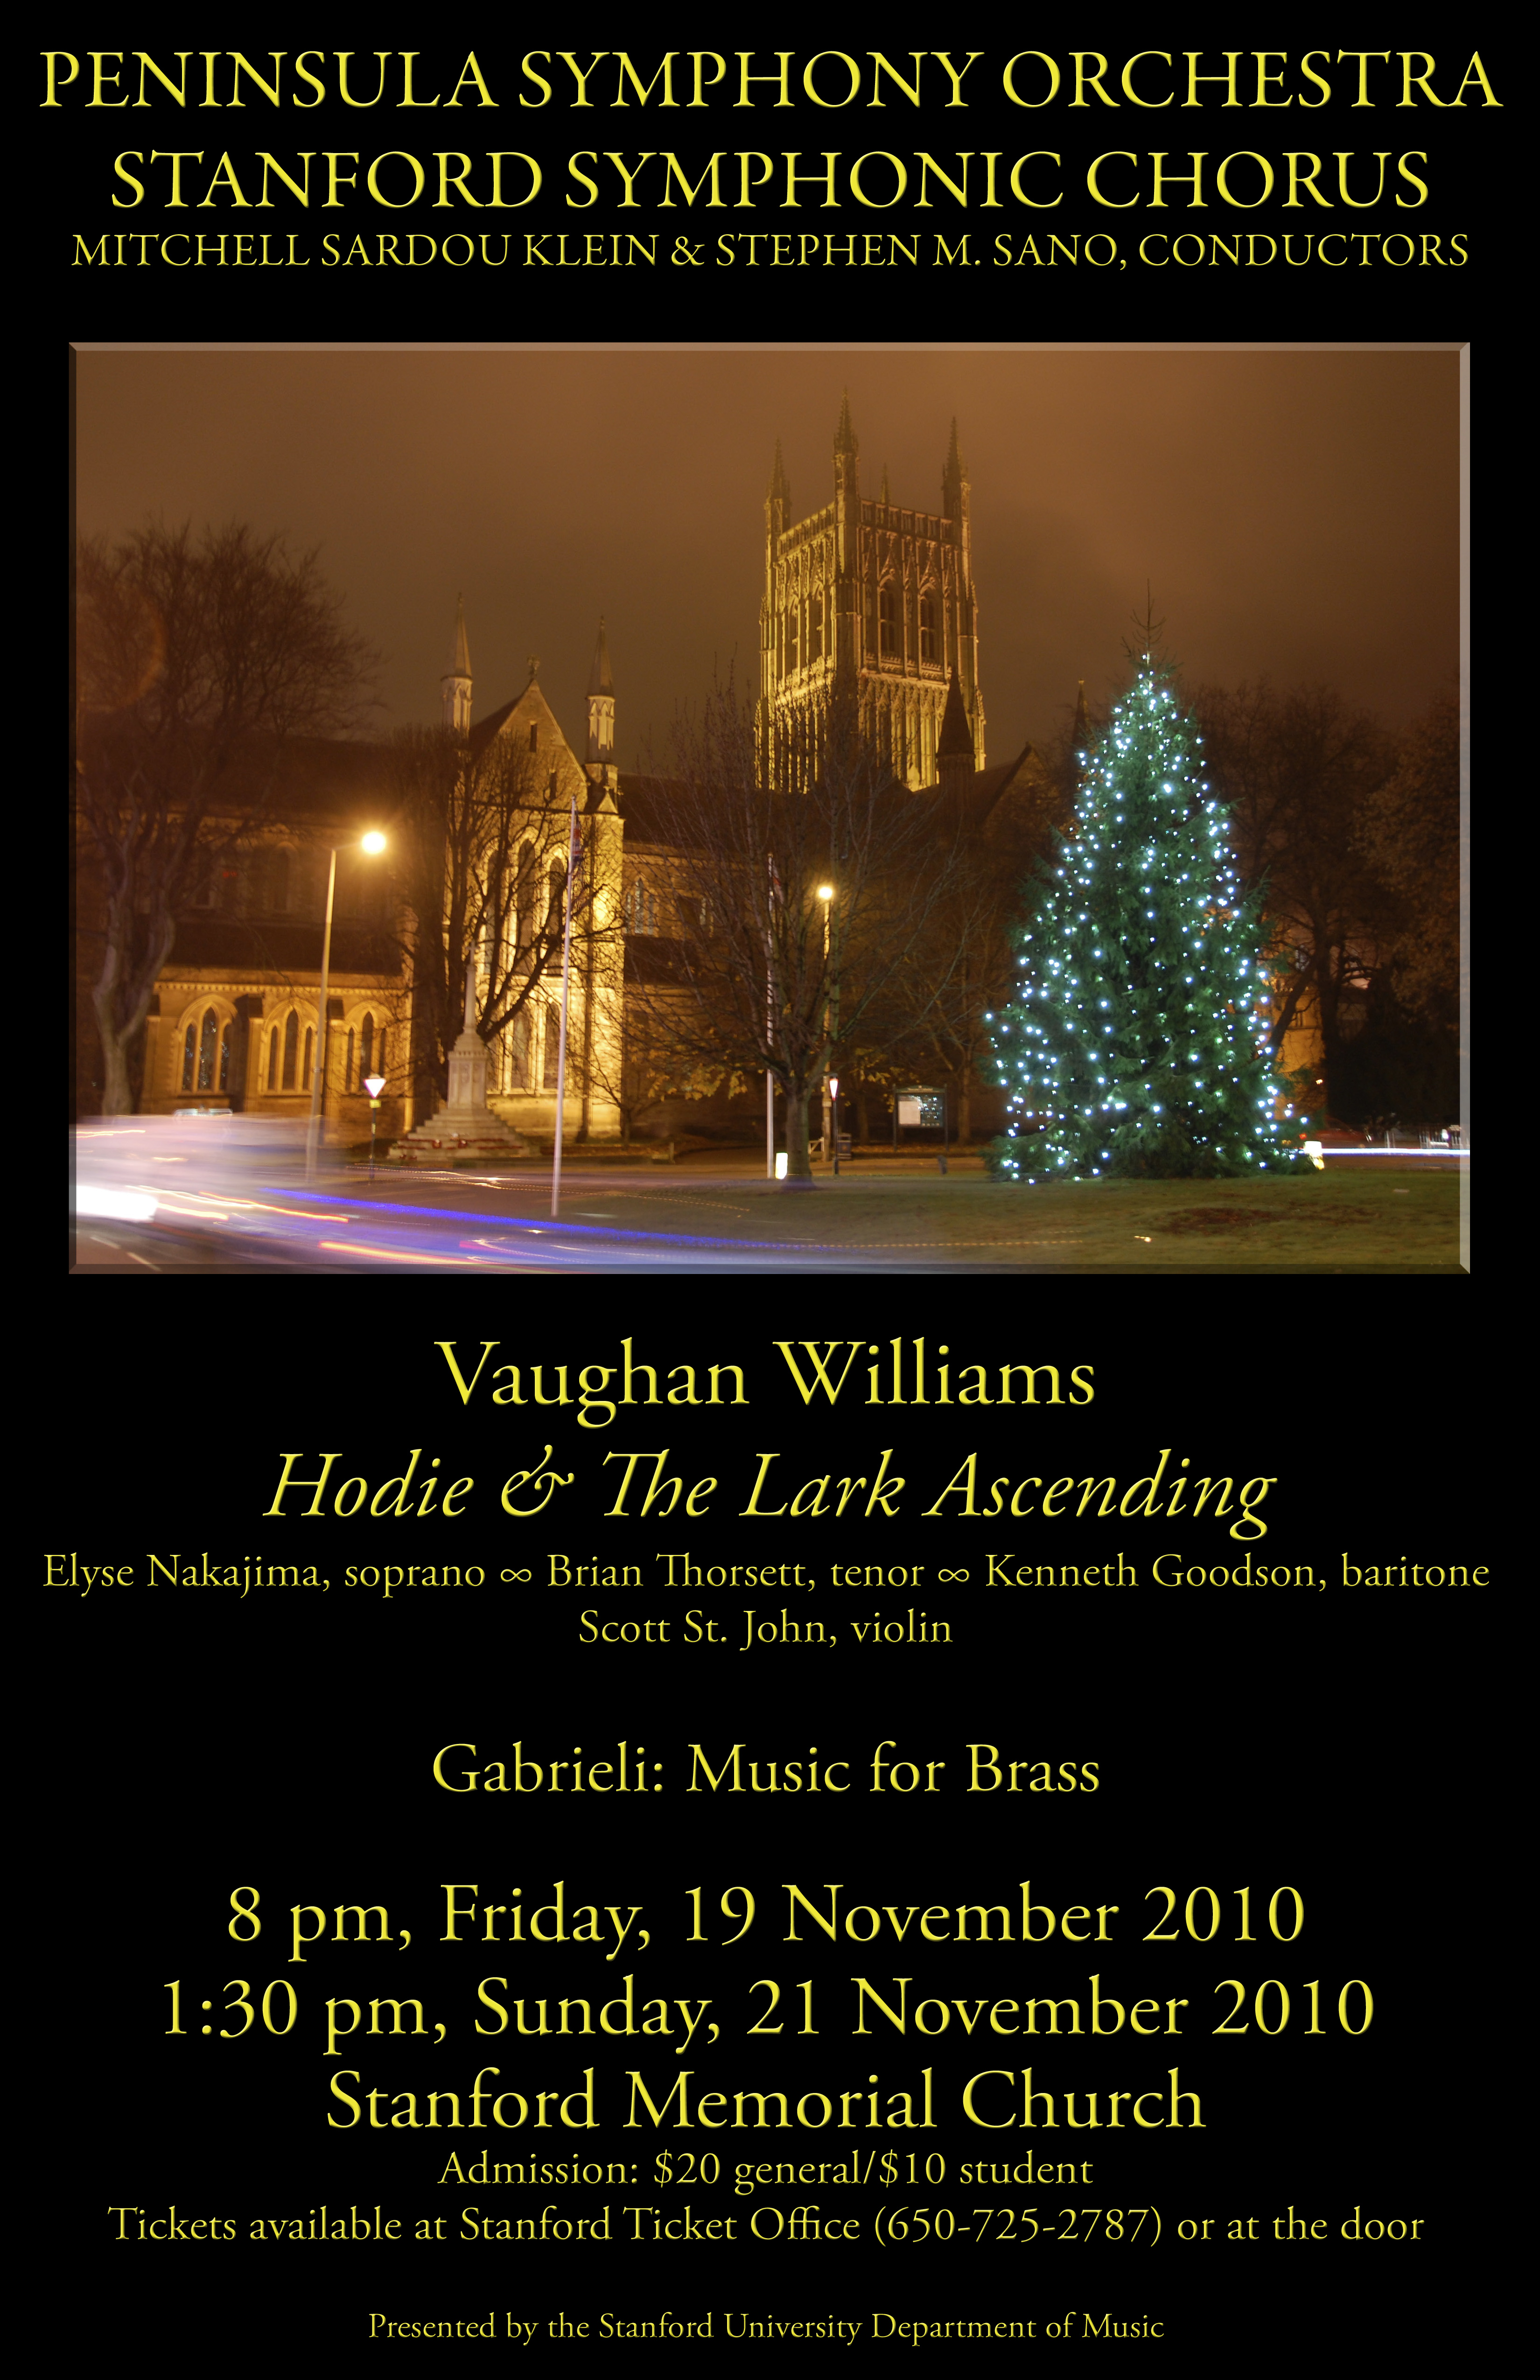 PENINSULA SYMPHONY ORCHESTRA
STANFORD SYMPHONIC CHORUS
MITCHELL SARDOU KLEIN & STEPHEN M. SANO, CONDUCTORS
Vaughan Williams
Hodie & The Lark Ascending
Elyse Nakajima, soprano ∞ Brian Thorsett, tenor ∞ Kenneth Goodson, baritone
Scott St. John, violin
Gabrieli: Music for Brass
8 pm, Friday, 19 November 2010
1:30 pm, Sunday, 21 November 2010
Stanford Memorial Church
Admission: $20 general/$10 student
Tickets available at Stanford Ticket Office (650-725-2787) or at the door
Presented by the Stanford University Department of Music